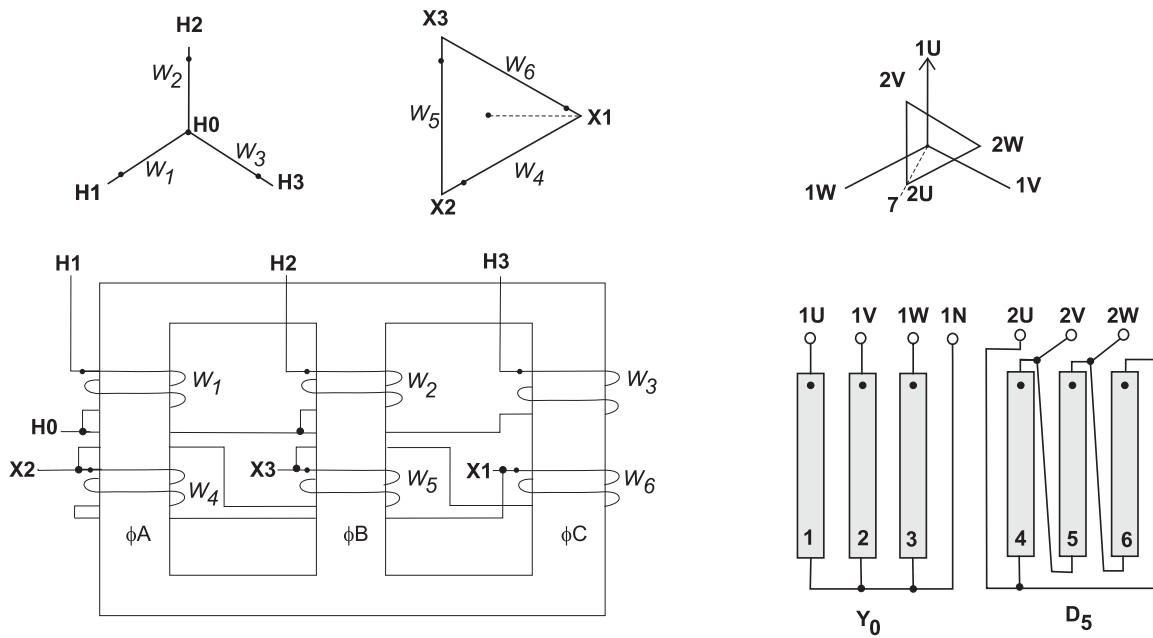 H2
W2
H0
W1
W3
H1
H3
X3
W6
W5
X1
W4
X2
1U
2V
2W
1W
2U
1V
7
H1
H2
H3
W1
W2
W3
H0
X2
X3
X1
W4
W5
W6
ϕA
ϕB
ϕC
1U 1V 1W 1N 2U 2V 2W
1 2 3 4 5 6
Y0 D5